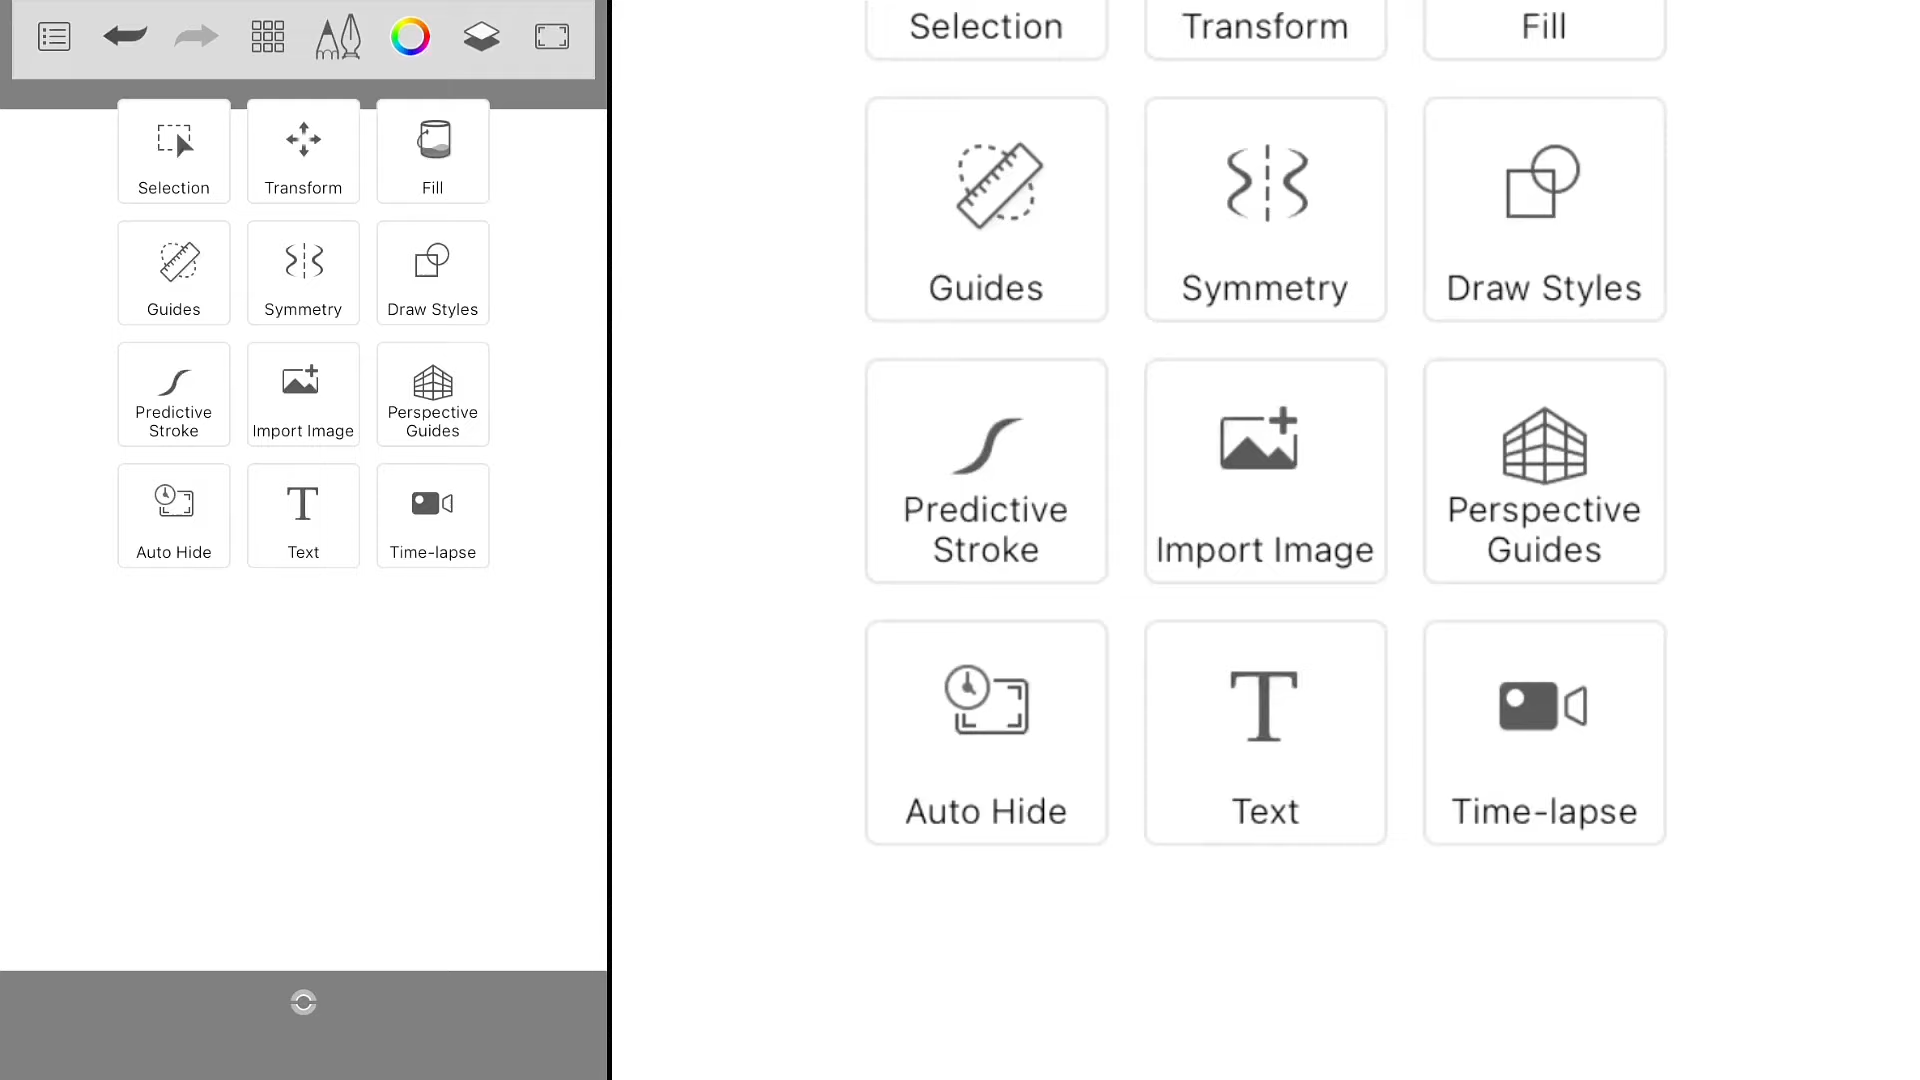 Selection
Transform
Fill
Guides
Symmetry
Draw Styles
Predictive
Stroke
Import Image
Perspective
Guides
Auto Hide
Text
Time-lapse
Selection
Transform
Fill
Guides
Symmetry
Draw Styles
Predictive
Stroke
Import Image
Perspective
Guides
Auto Hide
Text
Time-lapse